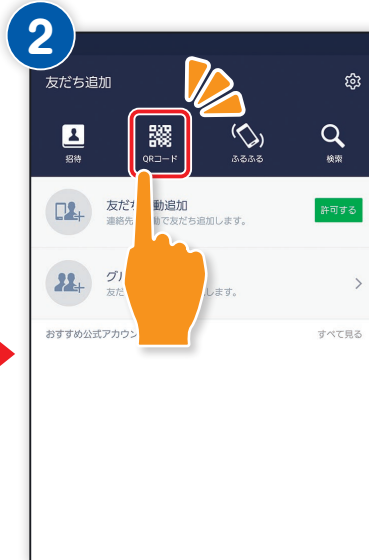 2
友だち追加
招待
QRコード
ふるふる
検索
友だち 動追加
連絡先 動で友だち追加します。
許可する
グル
友だ します。
おすすめ公式アカウン
すべて見る